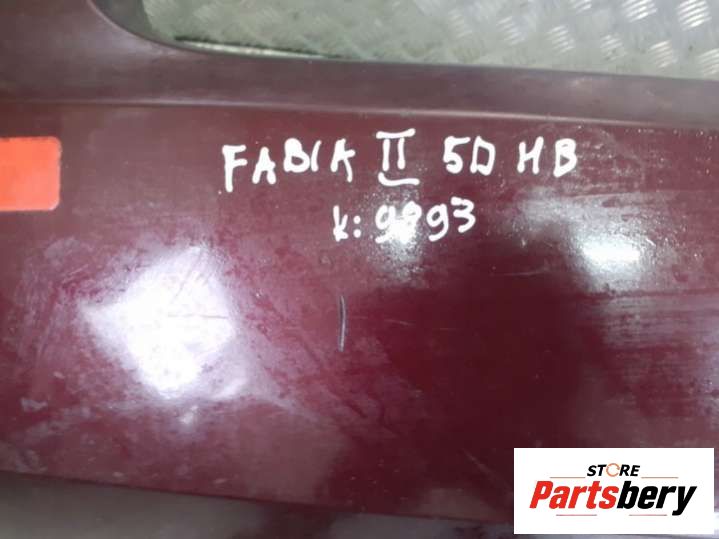 FABIA II 5D HB
k: 9893
STORE
Partsbery